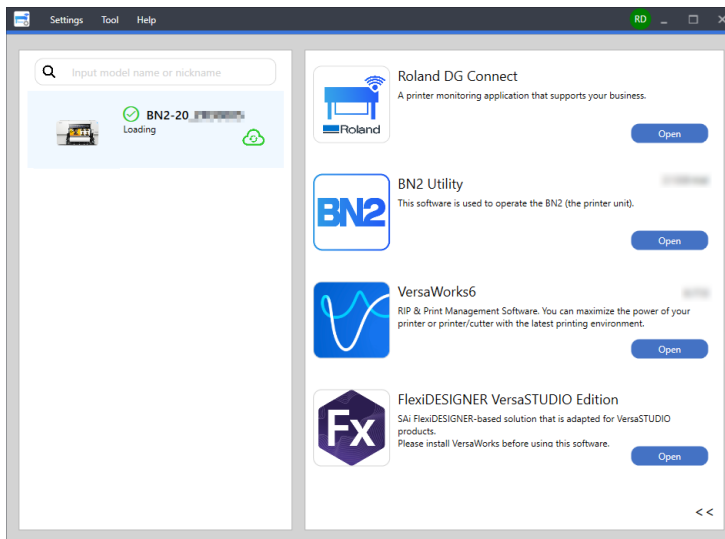 Settings Tool Help RD
Input model name or nickname
BN2-20
Loading
Roland DG Connect
A printer monitoring application that supports your business.
Roland
Open
BN2 Utility
This software is used to operate the BN2 (the printer unit).
BN2
Open
VersaWorks6
RIP & Print Management Software. You can maximize the power of your
printer or printer/cutter with the latest printing environment.
Open
FlexiDESIGNER VersaSTUDIO Edition
SAi FlexiDESIGNER-based solution that is adapted for VersaSTUDIO
products.
Please install VersaWorks before using this software.
Fx
Open
<<